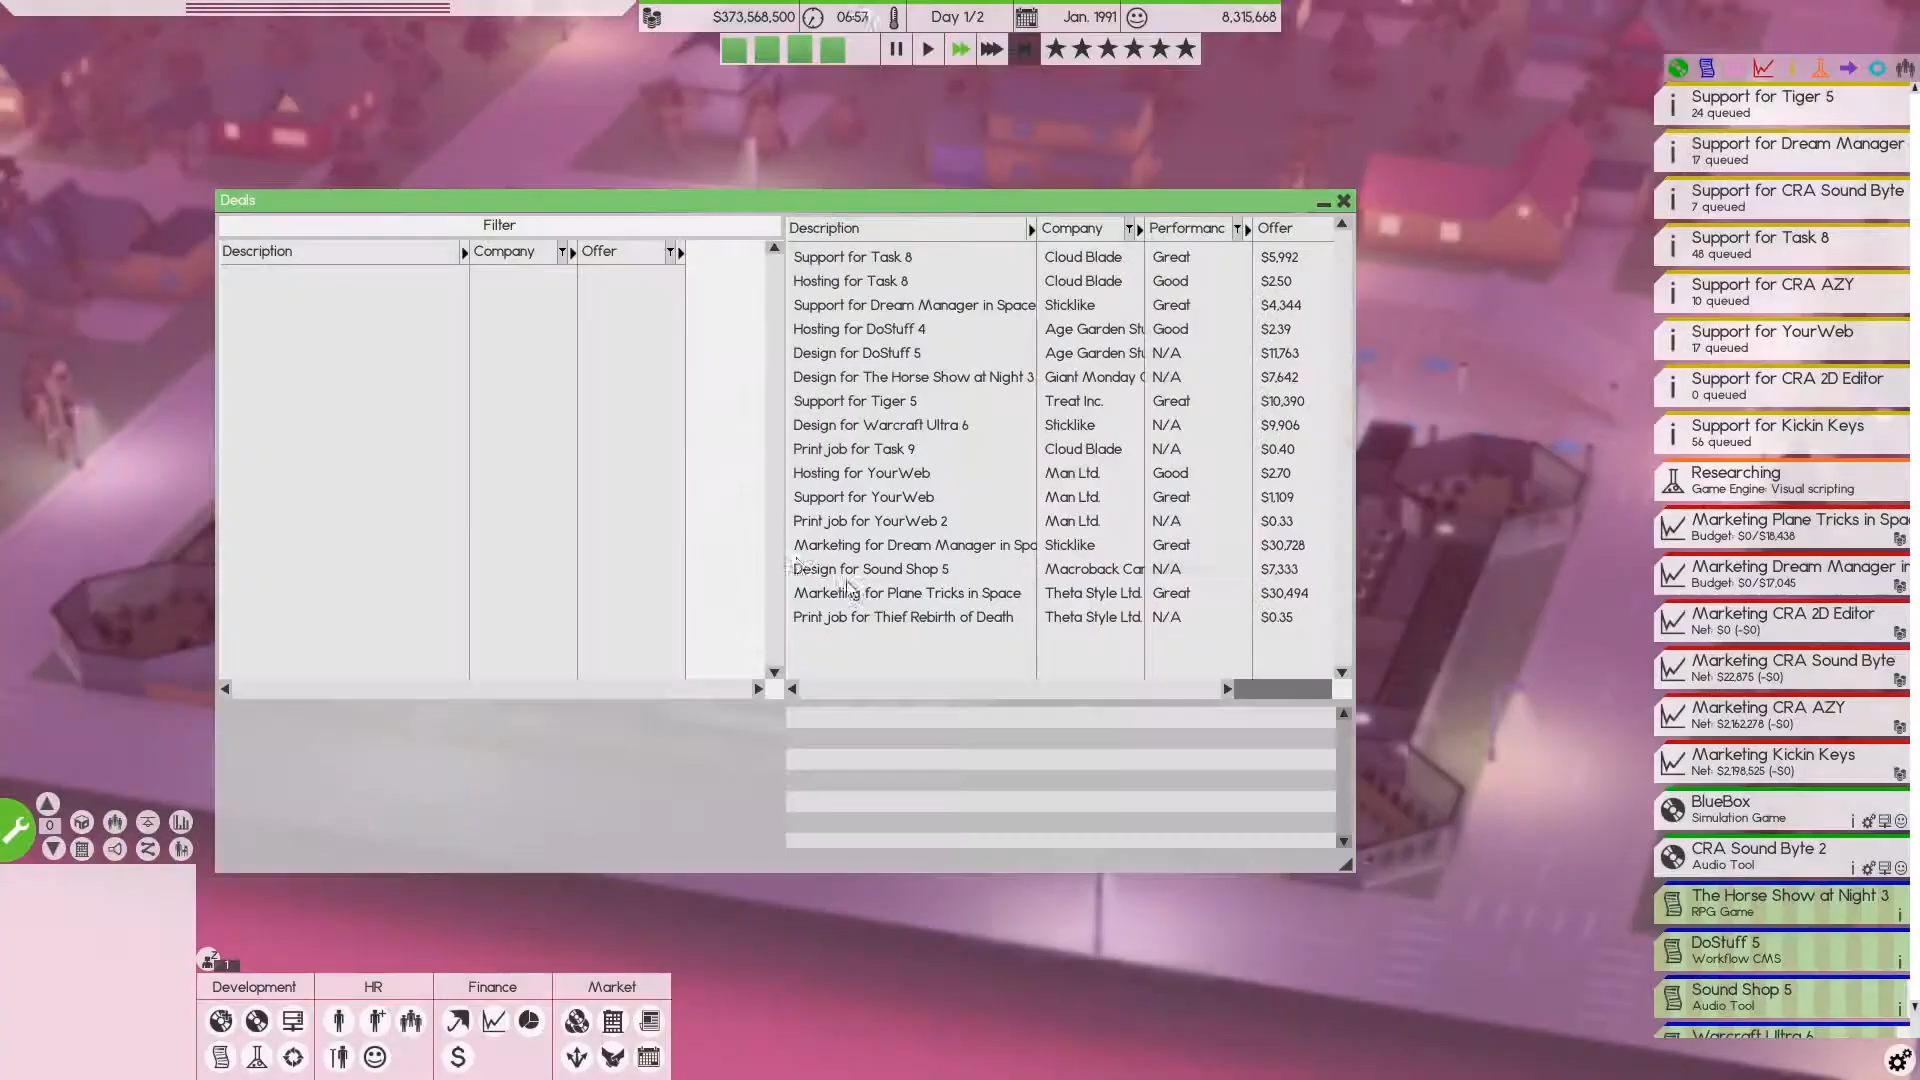 $373,568,500
06:57
Day 1/2
Jan. 1991
8,315,668
Deals
Filter
Description
Company
Offer
Description
Company
Performanc
Offer
Support for Task 8 Cloud Blade Great $5,992
Hosting for Task 8 Cloud Blade Good $2.50
Support for Dream Manager in Space Sticklike Great $4,344
Hosting for DoStuff 4 Age Garden Stu Good $2.39
Design for DoStuff 5 Age Garden Stu N/A $11,763
Design for The Horse Show at Night 3 Giant Monday N/A $7,642
Support for Tiger 5 Treat Inc. Great $10,390
Design for Warcraft Ultra 6 Sticklike N/A $9,906
Print job for Task 9 Cloud Blade N/A $0.40
Hosting for YourWeb Man Ltd. Good $2.70
Support for YourWeb Man Ltd. Great $1,109
Print job for YourWeb 2 Man Ltd. N/A $0.33
Marketing for Dream Manager in Spa Sticklike Great $30,728
Design for Sound Shop 5 Macroback Car N/A $7,333
Marketing for Plane Tricks in Space Theta Style Ltd. Great $30,494
Print job for Thief Rebirth of Death Theta Style Ltd. N/A $0.35
Support for Tiger 5
24 queued
Support for Dream Manager
17 queued
Support for CRA Sound Byte
7 queued
Support for Task 8
48 queued
Support for CRA AZY
10 queued
Support for YourWeb
17 queued
Support for CRA 2D Editor
0 queued
Support for Kickin Keys
56 queued
Researching
Game Engine: Visual scripting
Marketing Plane Tricks in Spa
Budget: $0/$18,438
Marketing Dream Manager in
Budget: $0/$17,045
Marketing CRA 2D Editor
Net: $0 (-$0)
Marketing CRA Sound Byte
Net: $22,875 (-$0)
Marketing CRA AZY
Net: $2,162,278 (-$0)
Marketing Kickin Keys
Net: $2,198,525 (-$0)
BlueBox
Simulation Game
CRA Sound Byte 2
Audio Tool
The Horse Show at Night 3
RPG Game
DoStuff 5
Workflow CMS
Sound Shop 5
Audio Tool
Warcraft Ultra 6
0
1
Development
HR
Finance
Market